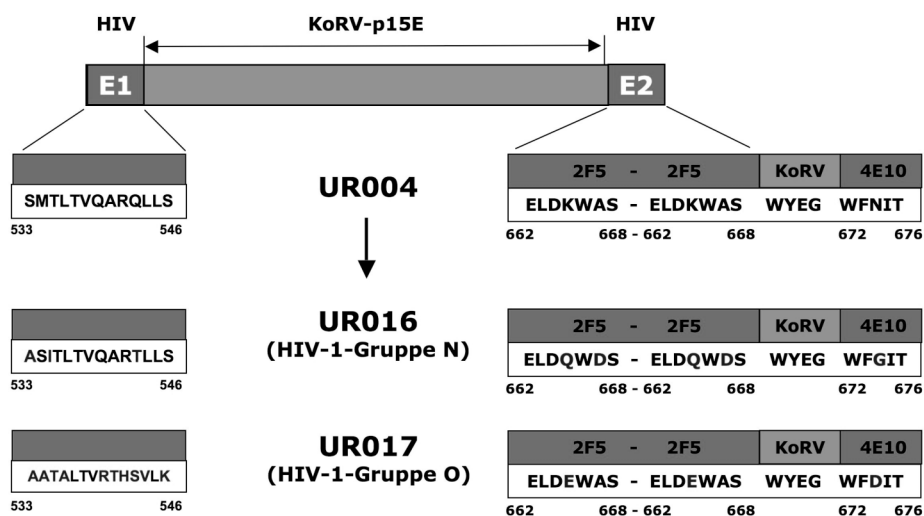 HIV KoRV-p15E HIV
E1 E2
2F5 - 2F5 KoRV 4E10
SMTLTVQARQLLS UR004 ELDKWAS - ELDKWAS WYEG WFNIT
533 546 662 668 - 662 668 672 676
UR016 2F5 - 2F5 KoRV 4E10
ASITLTVQARTLLS (HIV-1-Gruppe N) ELDQWDS - ELDQWDS WYEG WFGIT
533 546 662 668 - 662 668 672 676
UR017 2F5 - 2F5 KoRV 4E10
AATALTVRTHSVLK (HIV-1-Gruppe O) ELDEWAS - ELDEWAS WYEG WFDIT
533 546 662 668 - 662 668 672 676